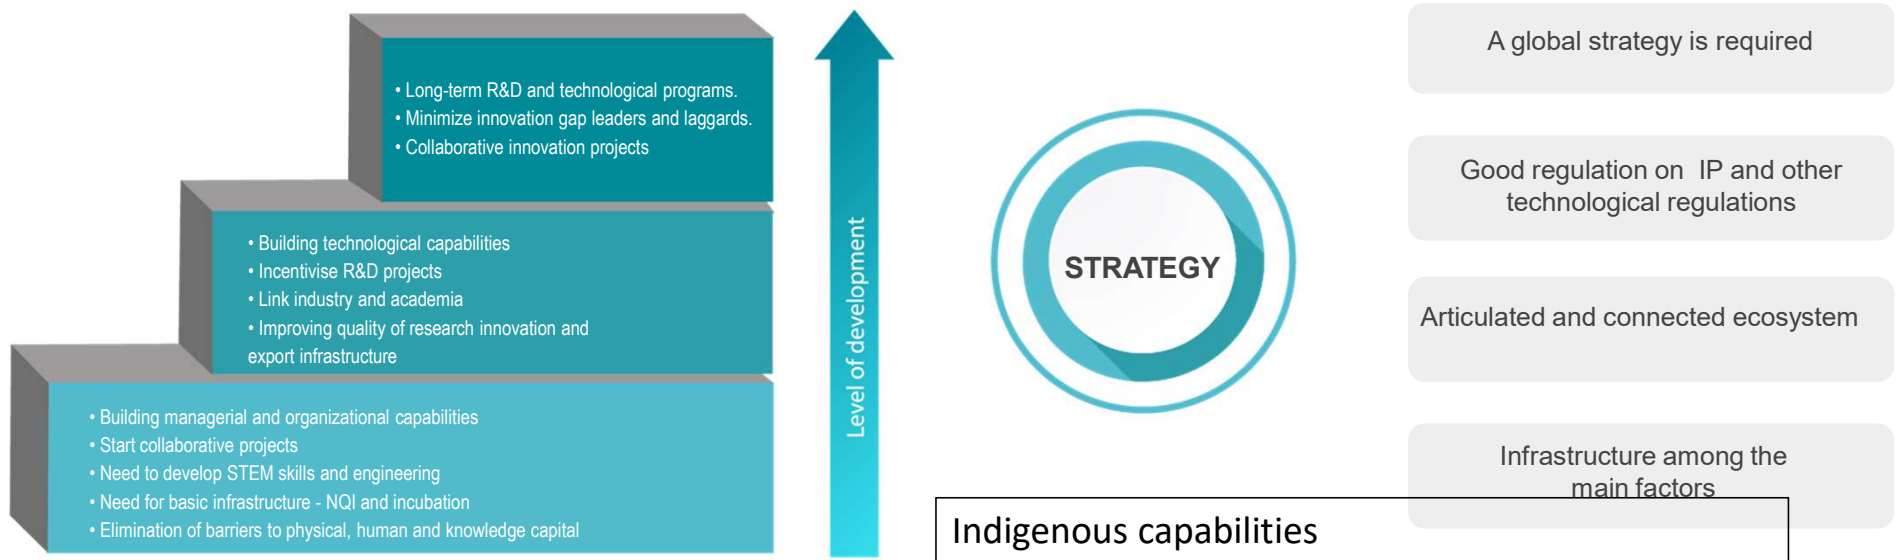 • Long-term R&D and technological programs.
• Minimize innovation gap leaders and laggards.
• Collaborative innovation projects
• Building technological capabilities
• Incentivise R&D projects
• Link industry and academia
• Improving quality of research innovation and
export infrastructure
• Building managerial and organizational capabilities
• Start collaborative projects
• Need to develop STEM skills and engineering
• Need for basic infrastructure - NQI and incubation
• Elimination of barriers to physical, human and knowledge capital
Level of development
STRATEGY
A global strategy is required
Good regulation on IP and other
technological regulations
Articulated and connected ecosystem
Infrastructure among the
main factors
Indigenous capabilities